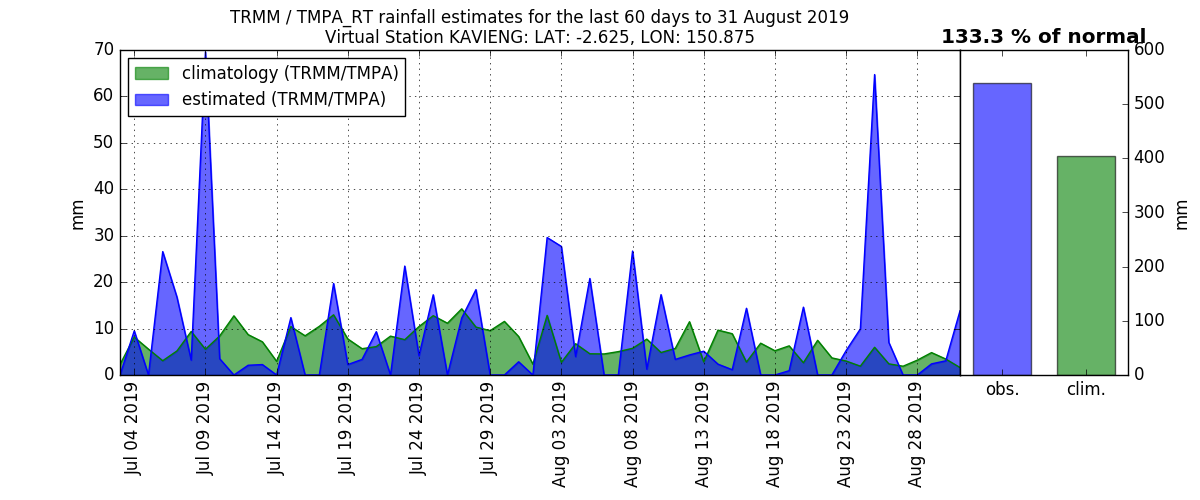 TRMM / TMPA_RT rainfall estimates for the last 60 days to 31 August 2019
Virtual Station KAVIENG: LAT: -2.625, LON: 150.875
133.3 % of normal
climatology (TRMM/TMPA)
estimated (TRMM/TMPA)
70
60
50
40
30
20
10
0
mm
Jul 04 2019
Jul 09 2019
Jul 14 2019
Jul 19 2019
Jul 24 2019
Jul 29 2019
Aug 03 2019
Aug 08 2019
Aug 13 2019
Aug 18 2019
Aug 23 2019
Aug 28 2019
obs.
clim.
600
500
400
300
200
100
0
mm